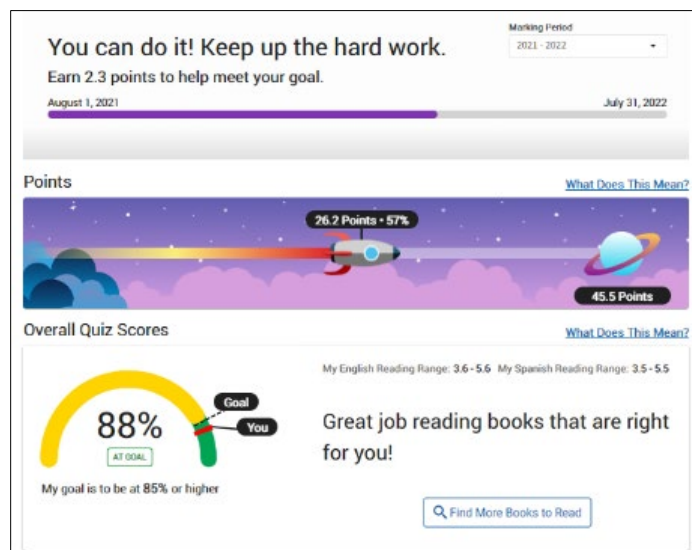 Marking Period
2021 - 2022
You can do it! Keep up the hard work.
Earn 2.3 points to help meet your goal.
August 1, 2021
July 31, 2022
Points
What Does This Mean?
26.2 Points • 57%
45.5 Points
Overall Quiz Scores
What Does This Mean?
My English Reading Range: 3.6 - 5.6 My Spanish Reading Range: 3.5 - 5.5
Goal
You
88%
AT GOAL
My goal is to be at 85% or higher
Great job reading books that are right
for you!
Find More Books to Read